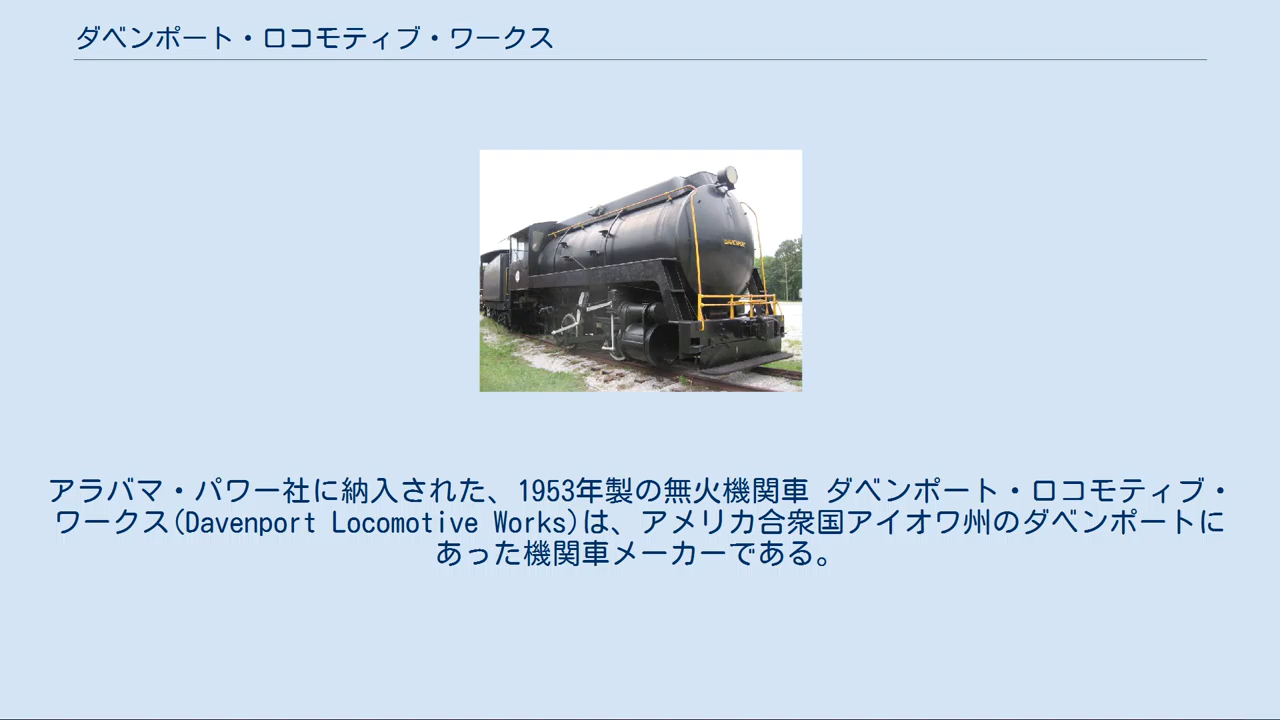 ダベンポート・ロコモティブ・ワークス
DAVENPORT
アラバマ・パワー社に納入された、1953年製の無火機関車 ダベンポート・ロコモティブ・
ワークス(Davenport Locomotive Works)は、アメリカ合衆国アイオワ州のダベンポートに
あった機関車メーカーである。